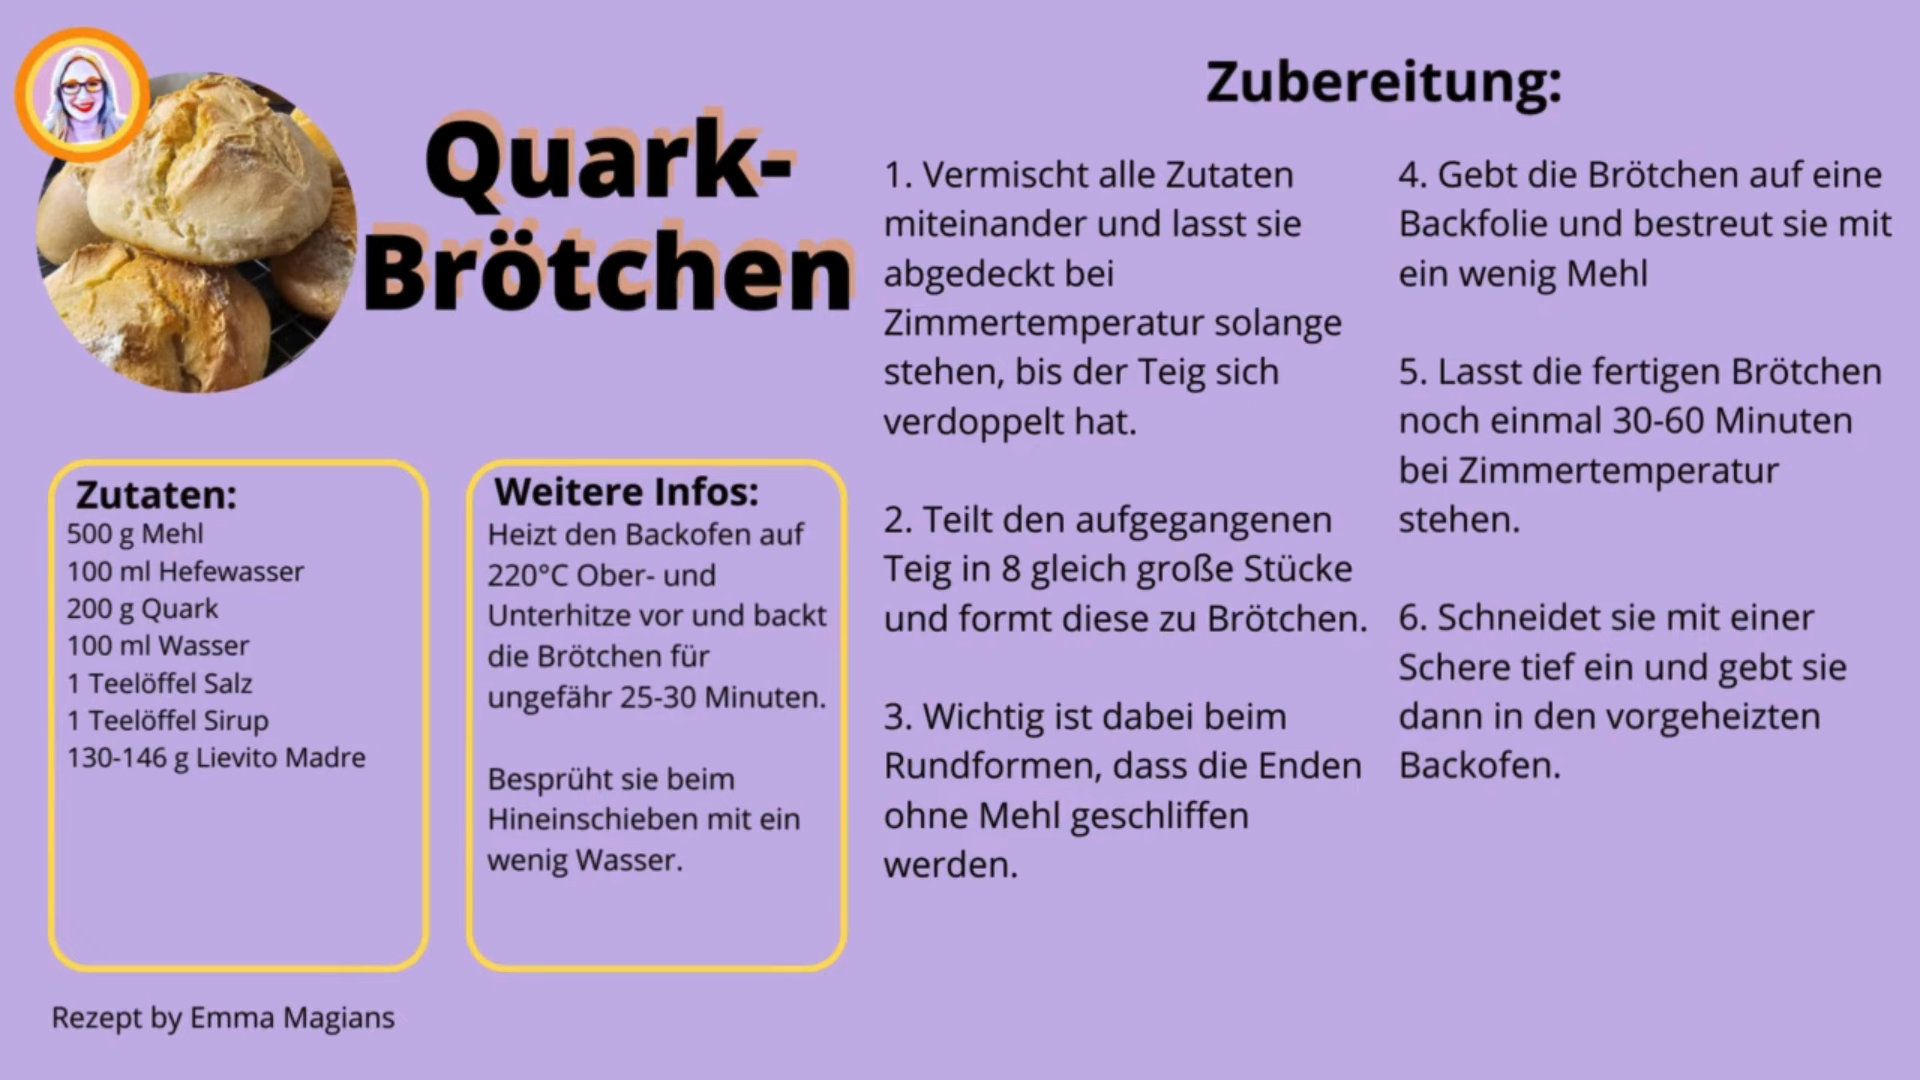 Quark-
Brötchen
Zutaten:
500 g Mehl
100 ml Hefewasser
200 g Quark
100 ml Wasser
1 Teelöffel Salz
1 Teelöffel Sirup
130-146 g Lievito Madre
Weitere Infos:
Heizt den Backofen auf
220°C Ober- und
Unterhitze vor und backt
die Brötchen für
ungefähr 25-30 Minuten.
Besprüht sie beim
Hineinschieben mit ein
wenig Wasser.
Rezept by Emma Magians
Zubereitung:
1. Vermischt alle Zutaten
miteinander und lasst sie
abgedeckt bei
Zimmertemperatur solange
stehen, bis der Teig sich
verdoppelt hat.
2. Teilt den aufgegangenen
Teig in 8 gleich große Stücke
und formt diese zu Brötchen.
3. Wichtig ist dabei beim
Rundformen, dass die Enden
ohne Mehl geschliffen
werden.
4. Gebt die Brötchen auf eine
Backfolie und bestreut sie mit
ein wenig Mehl
5. Lasst die fertigen Brötchen
noch einmal 30-60 Minuten
bei Zimmertemperatur
stehen.
6. Schneidet sie mit einer
Schere tief ein und gebt sie
dann in den vorgeheizten
Backofen.